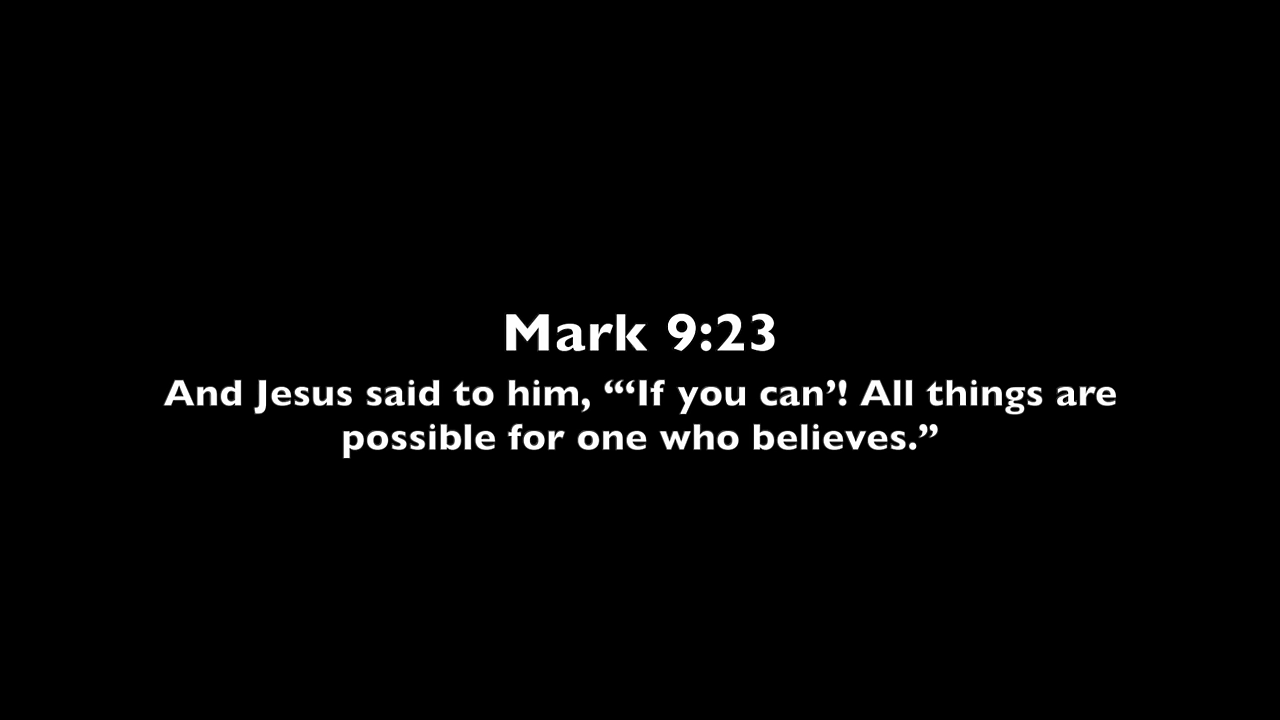 Mark 9:23
And Jesus said to him, “‘If you can’! All things are
possible for one who believes.”